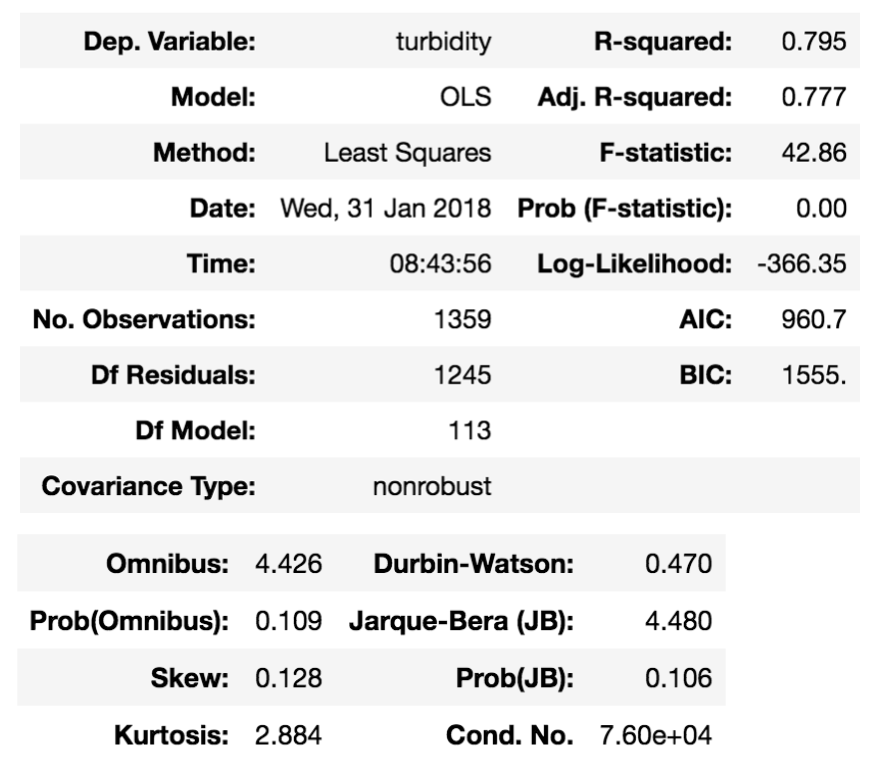 Dep. Variable: turbidity R-squared: 0.795
Model: OLS Adj. R-squared: 0.777
Method: Least Squares F-statistic: 42.86
Date: Wed, 31 Jan 2018 Prob (F-statistic): 0.00
Time: 08:43:56 Log-Likelihood: -366.35
No. Observations: 1359 AIC: 960.7
Df Residuals: 1245 BIC: 1555.
Df Model: 113
Covariance Type: nonrobust
Omnibus: 4.426 Durbin-Watson: 0.470
Prob(Omnibus): 0.109 Jarque-Bera (JB): 4.480
Skew: 0.128 Prob(JB): 0.106
Kurtosis: 2.884 Cond. No. 7.60e+04